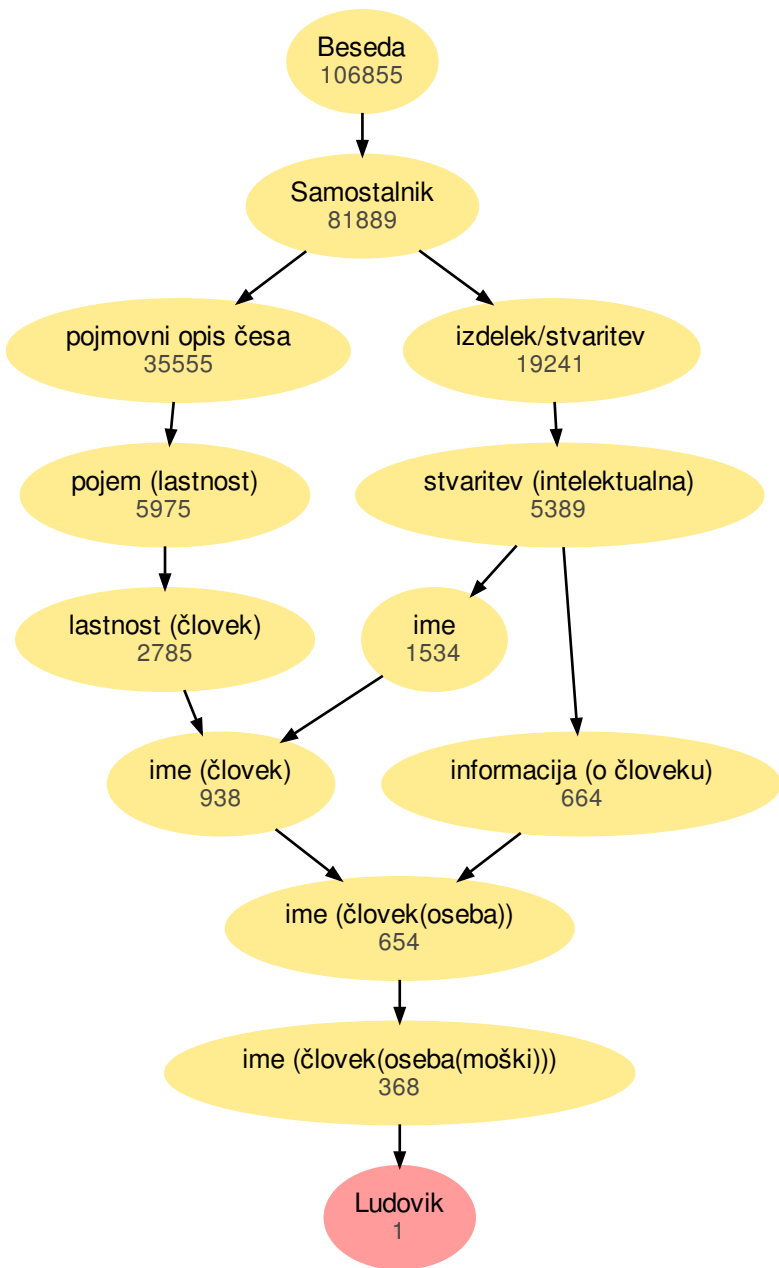 Beseda
106855
Samostalnik
81889
pojmovni opis česa
35555
izdelek/stvaritev
19241
pojem (lastnost)
5975
stvaritev (intelektualna)
5389
lastnost (človek)
2785
ime
1534
ime (človek)
938
informacija (o človeku)
664
ime (človek(oseba))
654
ime (človek(oseba(moški)))
368
Ludovik
1